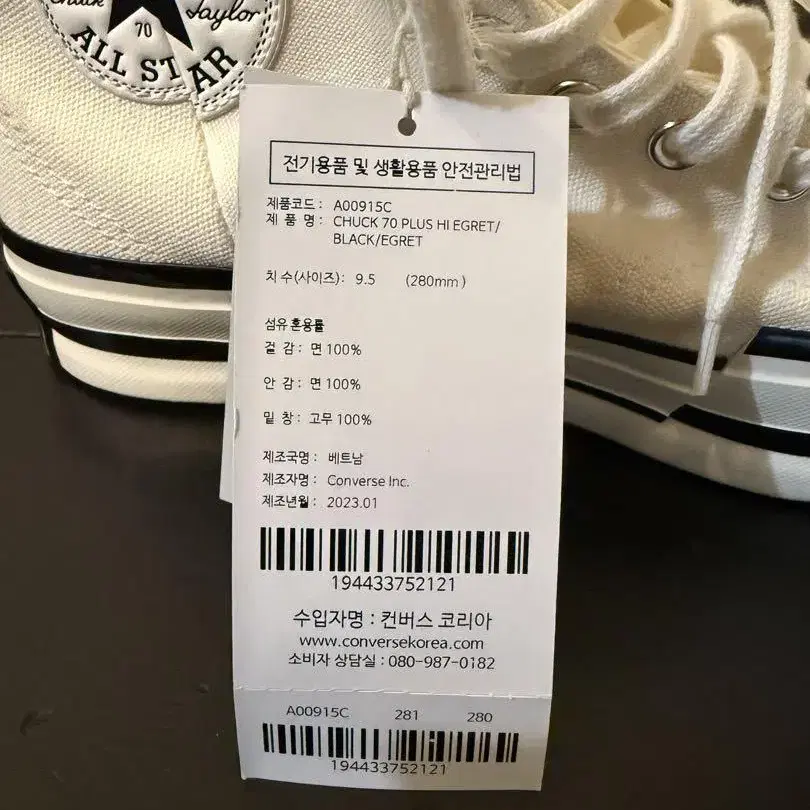 Chuck 70 Taylor
ALL STAR
전기용품 및 생활용품 안전관리법
제품코드 : A00915C
제 품 명 : CHUCK 70 PLUS HI EGRET/
BLACK/EGRET
치 수(사이즈) : 9.5 (280mm)
섬유 혼용률
겉 감 : 면 100%
안 감 : 면 100%
밑 창 : 고무 100%
제조국명 : 베트남
제조자명 : Converse Inc.
제조년월 : 2023.01
194433752121
수입자명 : 컨버스 코리아
www.conversekorea.com
소비자 상담실 : 080-987-0182
A00915C 281 280
194433752121